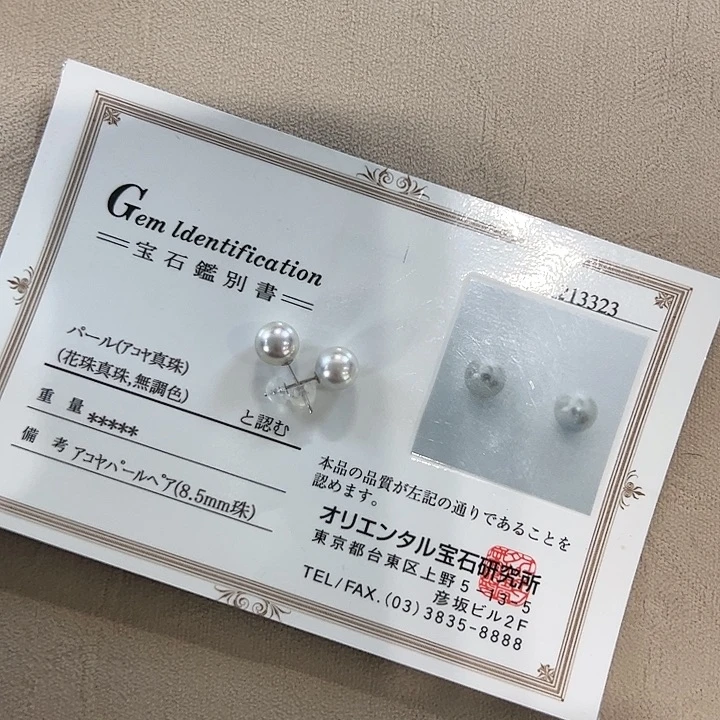 Gem Identification
宝石鑑別書
13323
パール(アコヤ真珠)
(花珠真珠,無調色)
と認む
重 量 *****
備 考 アコヤパールペア(8.5mm珠)
本品の品質が左記の通りであることを
認めます。
オリエンタル宝石研究所
東京都台東区上野5-13-5
彦坂ビル2F
TEL/FAX.(03)3835-8888